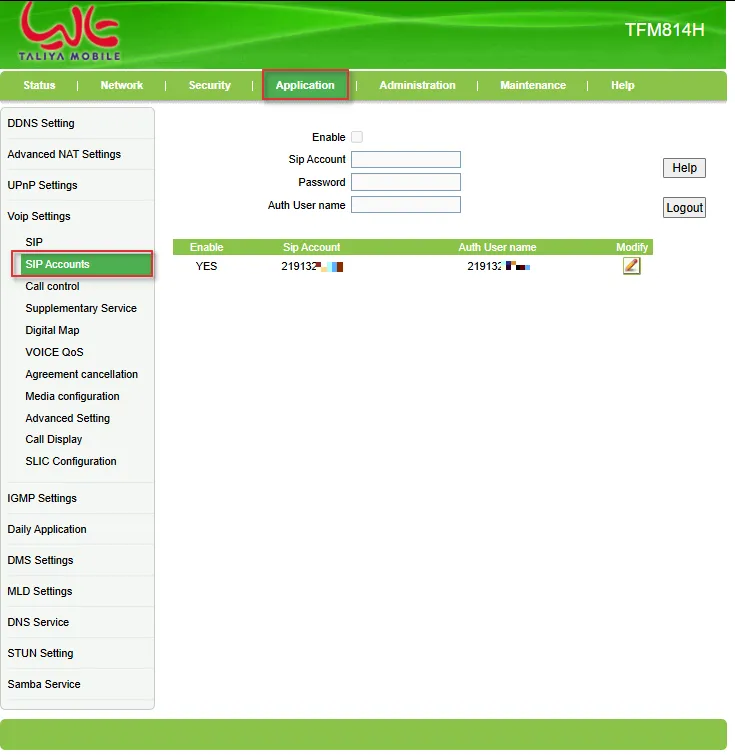 TALIYA MOBILE
TFM814H
Status | Network | Security | Application | Administration | Maintenance | Help
DDNS Setting
Advanced NAT Settings
UPnP Settings
Voip Settings
SIP
SIP Accounts
Call control
Supplementary Service
Digital Map
VOICE QoS
Agreement cancellation
Media configuration
Advanced Setting
Call Display
SLIC Configuration
IGMP Settings
Daily Application
DMS Settings
MLD Settings
DNS Service
STUN Setting
Samba Service
Enable
Sip Account
Password
Auth User name
Help
Logout
Enable Sip Account Auth User name Modify
YES 219132 219132